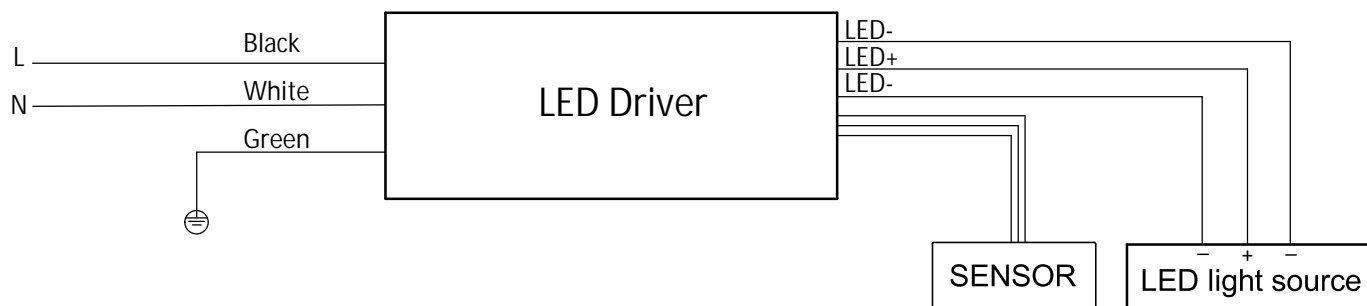 L
Black
N
White
Green
LED Driver
LED-
LED+
LED-
SENSOR
− + −
LED light source